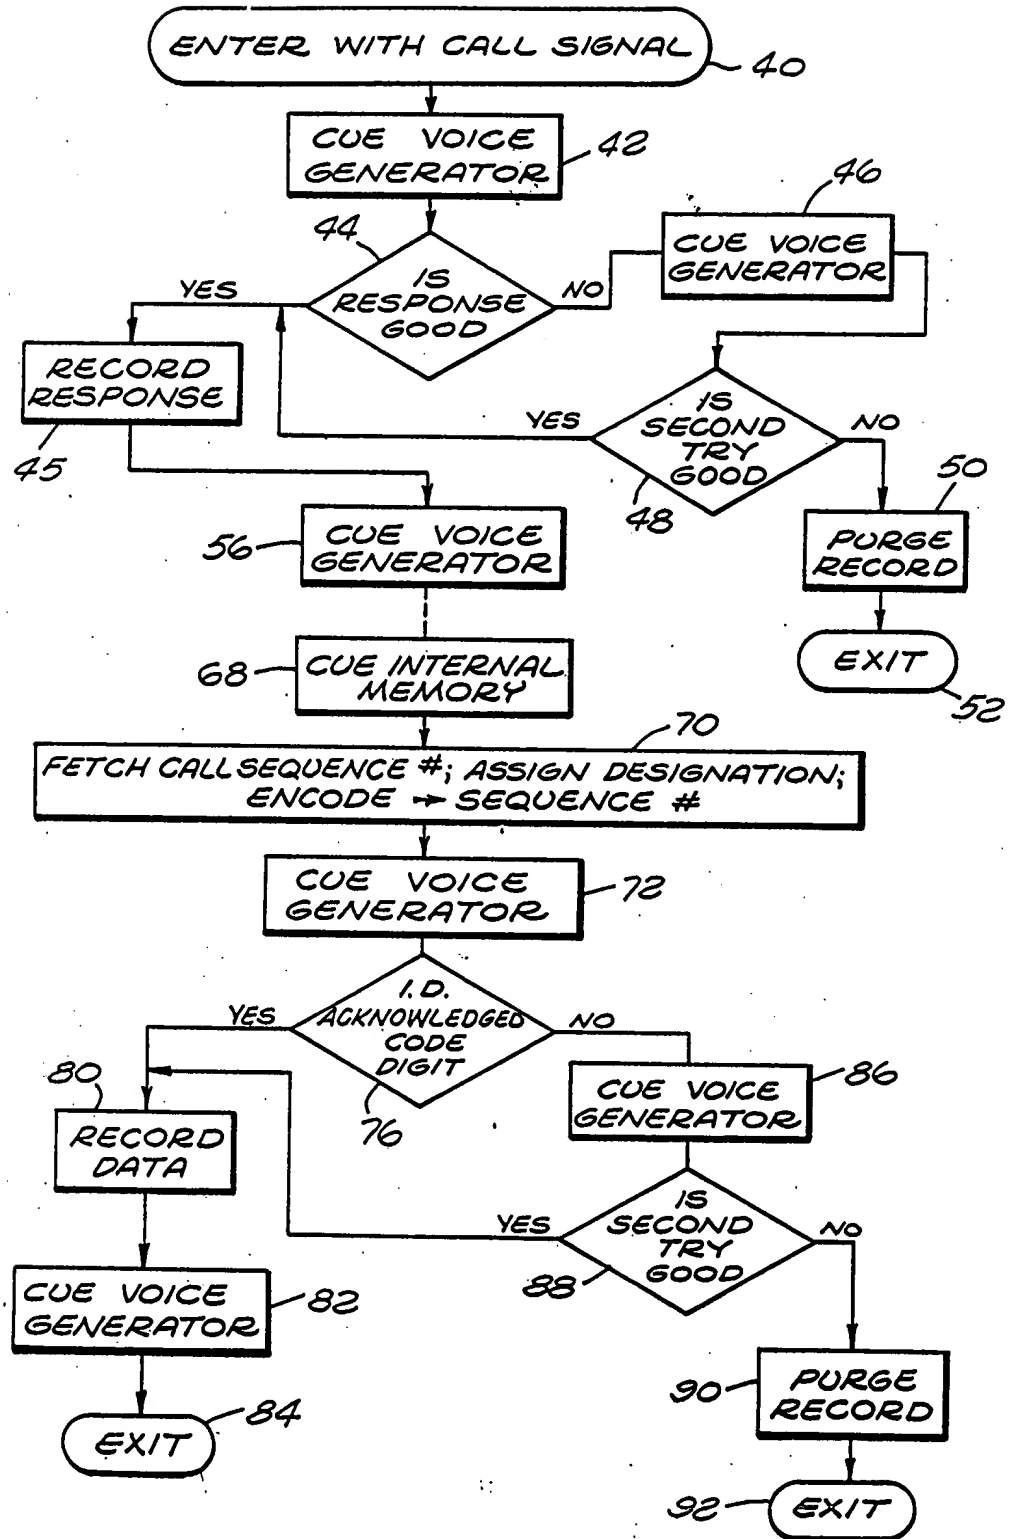 ENTER WITH CALL SIGNAL
40
CUE VOICE
GENERATOR
42
44
IS
RESPONSE
GOOD
YES
NO
46
CUE VOICE
GENERATOR
RECORD
RESPONSE
45
IS
SECOND
TRY
GOOD
YES
NO
48
50
PURGE
RECORD
EXIT
52
56
CUE VOICE
GENERATOR
68
CUE INTERNAL
MEMORY
70
FETCH CALL SEQUENCE #; ASSIGN DESIGNATION;
ENCODE → SEQUENCE #
CUE VOICE
GENERATOR
72
I.D.
ACKNOWLEDGED
CODE
DIGIT
YES
NO
76
80
RECORD
DATA
86
CUE VOICE
GENERATOR
IS
SECOND
TRY
GOOD
YES
NO
88
CUE VOICE
GENERATOR
82
84
EXIT
90
PURGE
RECORD
92
EXIT